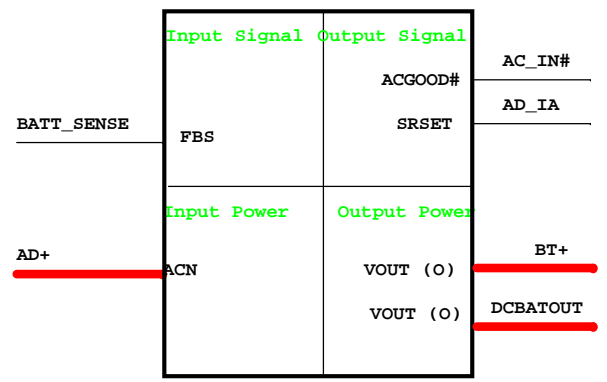 Input Signal Output Signal
AC_IN#
ACGOOD#
AD_IA
BATT_SENSE
SRSET
FBS
Input Power
Output Power
AD+
BT+
ACN
VOUT (O)
DCBATOUT
VOUT (O)